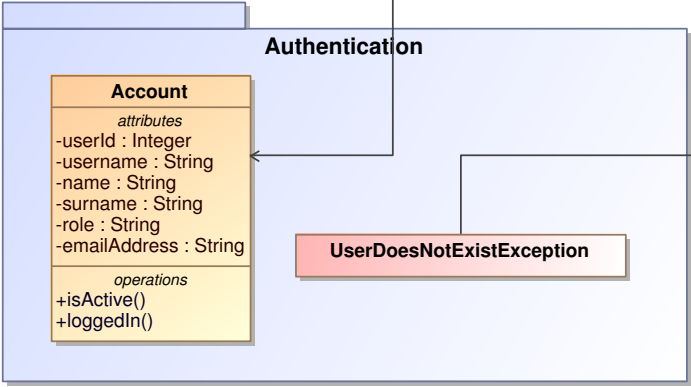 Authentication
Account
attributes
-userId : Integer
-username : String
-name : String
-surname : String
-role : String
-emailAddress : String
operations
+isActive()
+loggedIn()
UserDoesNotExistException